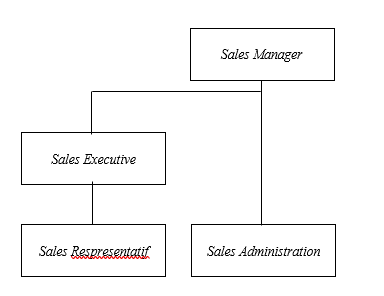 Sales Manager
Sales Executive
Sales Respresentatif
Sales Administration